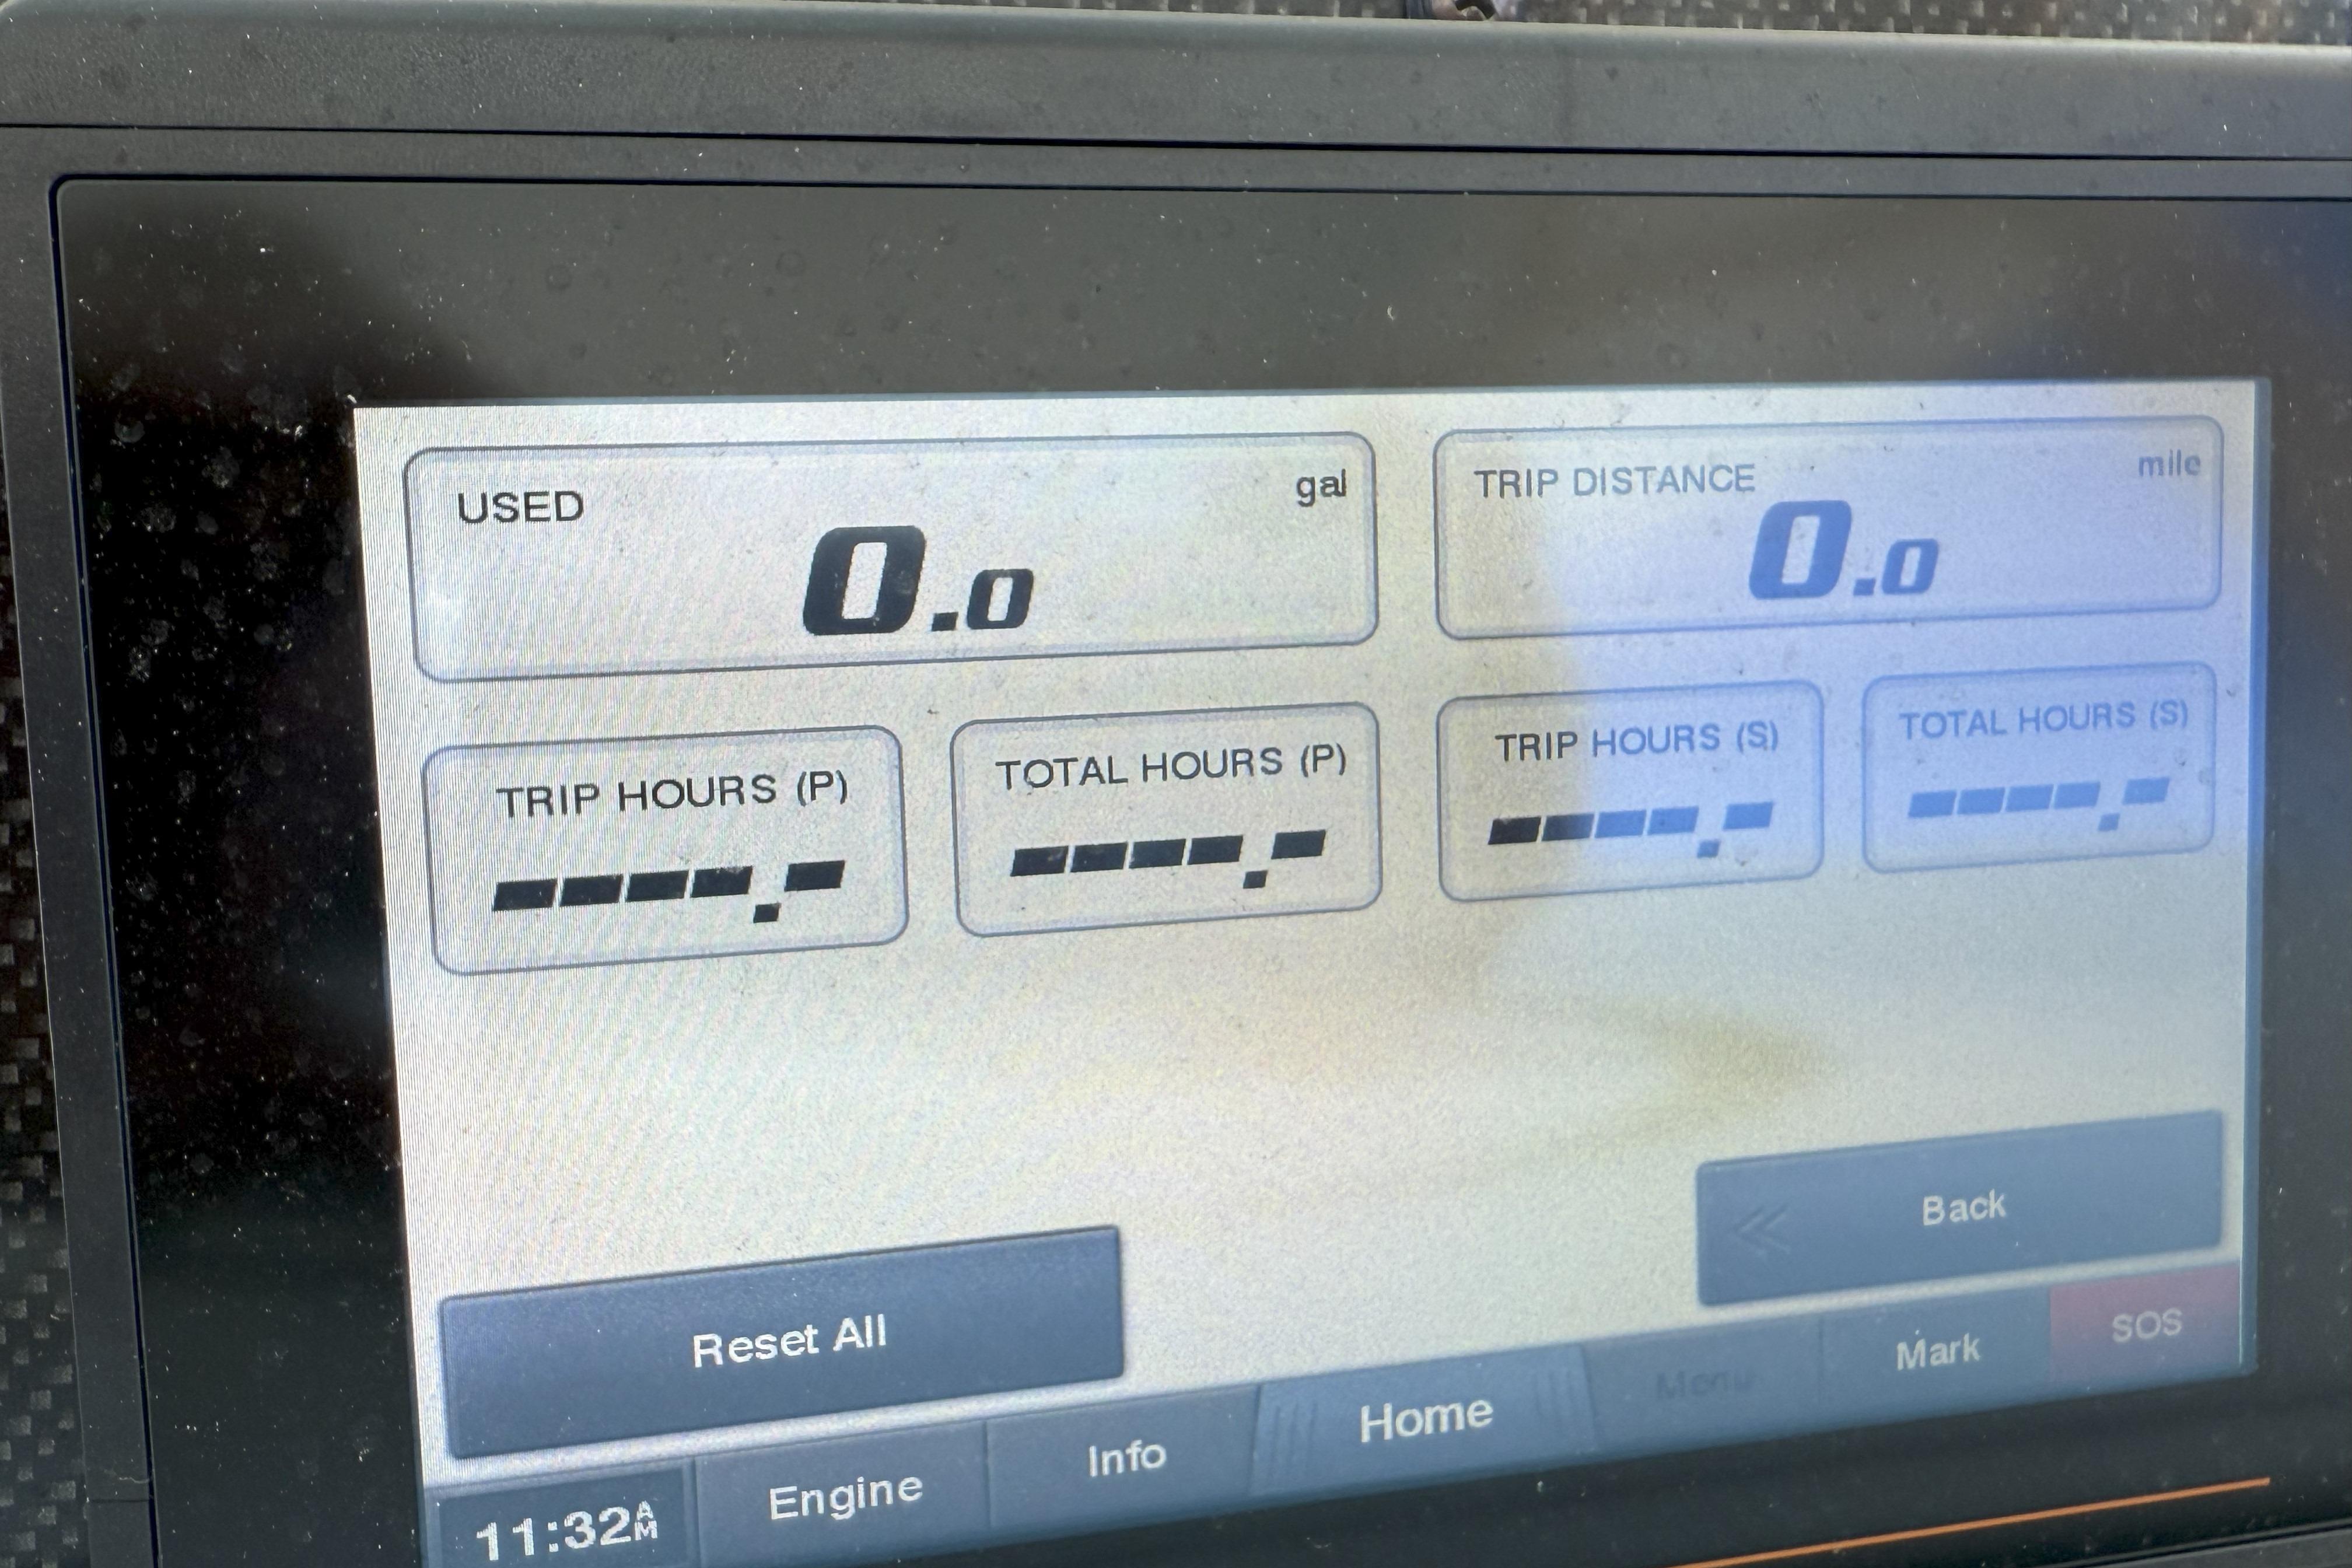 USED gal
0.0
TRIP DISTANCE mile
0.0
TRIP HOURS (P)
----.-
TOTAL HOURS (P)
----.-
TRIP HOURS (S)
----.-
TOTAL HOURS (S)
----.-
Reset All
Back
11:32AM
Engine
Info
Home
Menu
Mark
SOS